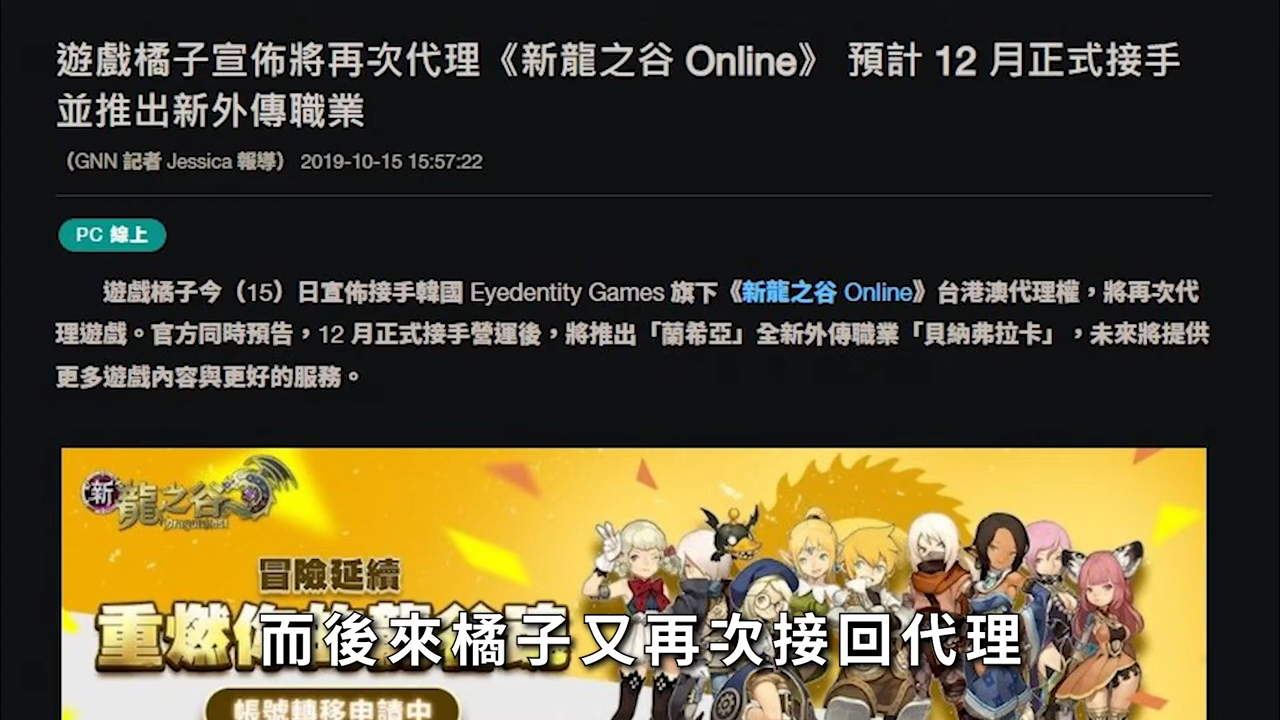 遊戲橘子宣佈將再次代理《新龍之谷 Online》 預計 12 月正式接手
並推出新外傳職業
（GNN 記者 Jessica 報導） 2019-10-15 15:57:22
PC 線上
遊戲橘子今（15）日宣佈接手韓國 Eyedentity Games 旗下《新龍之谷 Online》台港澳代理權，將再次代
理遊戲。官方同時預告，12 月正式接手營運後，將推出「蘭希亞」全新外傳職業「貝納弗拉卡」，未來將提供
更多遊戲內容與更好的服務。
新龍之谷
冒險延續
重燃你
而後來橘子又再次接回代理
帳號轉移申請中